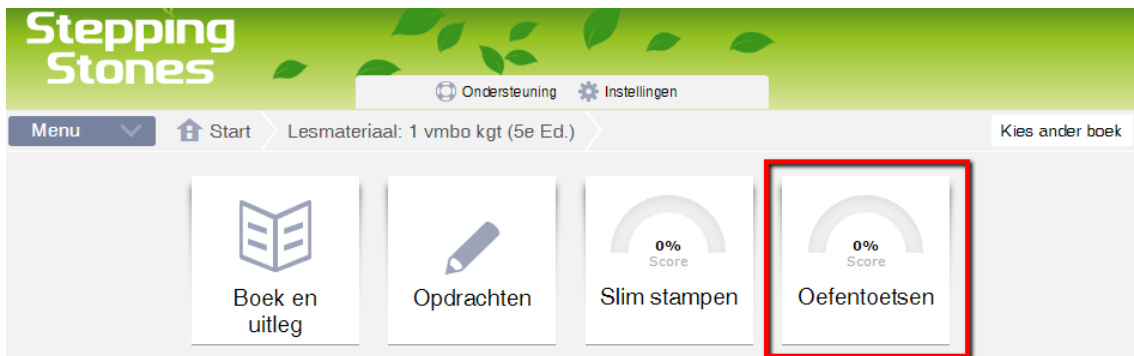 Stepping
Stones
Ondersteuning Instellingen
Menu Start Lesmateriaal: 1 vmbo kgt (5e Ed.) Kies ander boek
0%
Score
0%
Score
Boek en
uitleg
Opdrachten
Slim stampen
Oefentoetsen